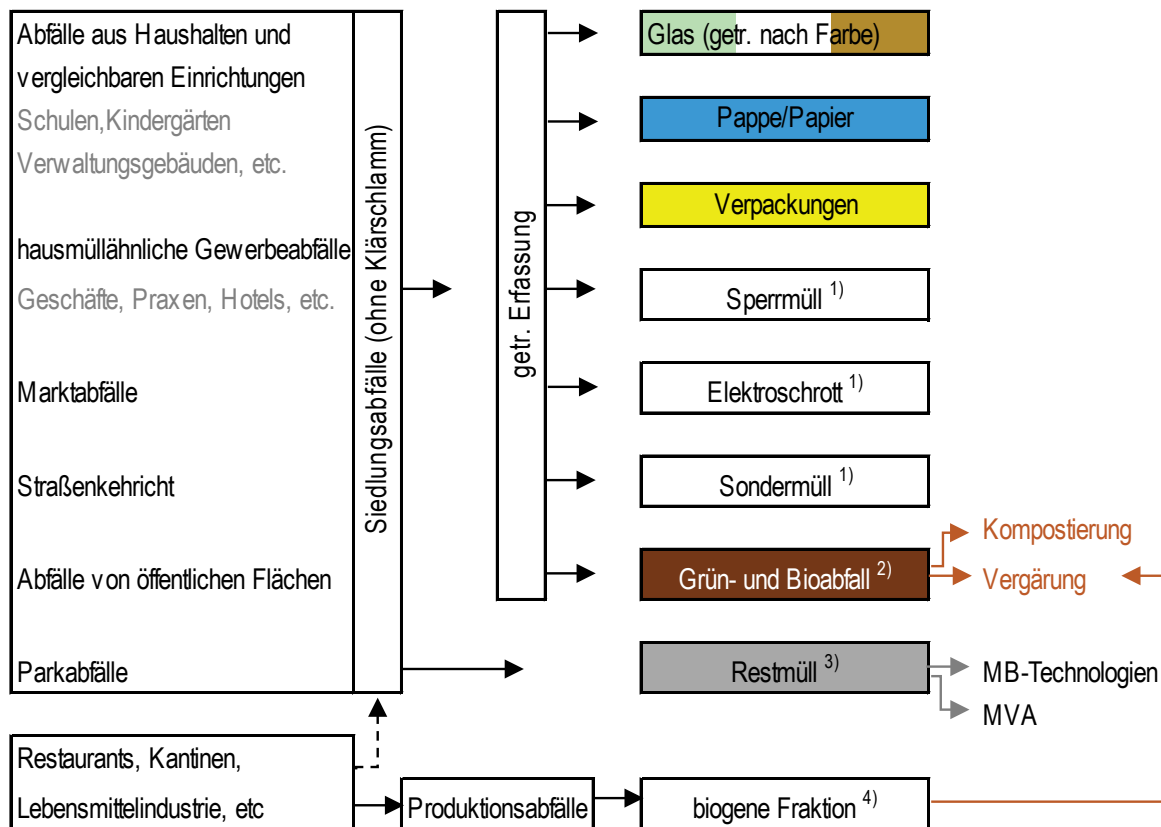 Abfälle aus Haushalten und
vergleichbaren Einrichtungen
Schulen,Kindergärten
Verwaltungsgebäuden, etc.
hausmüllähnliche Gewerbeabfälle
Geschäfte, Praxen, Hotels, etc.
Marktabfälle
Straßenkehricht
Abfälle von öffentlichen Flächen
Parkabfälle
Siedlungsabfälle (ohne Klärschlamm)
getr. Erfassung
Glas (getr. nach Farbe)
Pappe/Papier
Verpackungen
Sperrmüll 1)
Elektroschrott 1)
Sondermüll 1)
Grün- und Bioabfall 2)
Kompostierung
Vergärung
Restmüll 3)
MB-Technologien
MVA
Restaurants, Kantinen,
Lebensmittelindustrie, etc
Produktionsabfälle
biogene Fraktion 4)